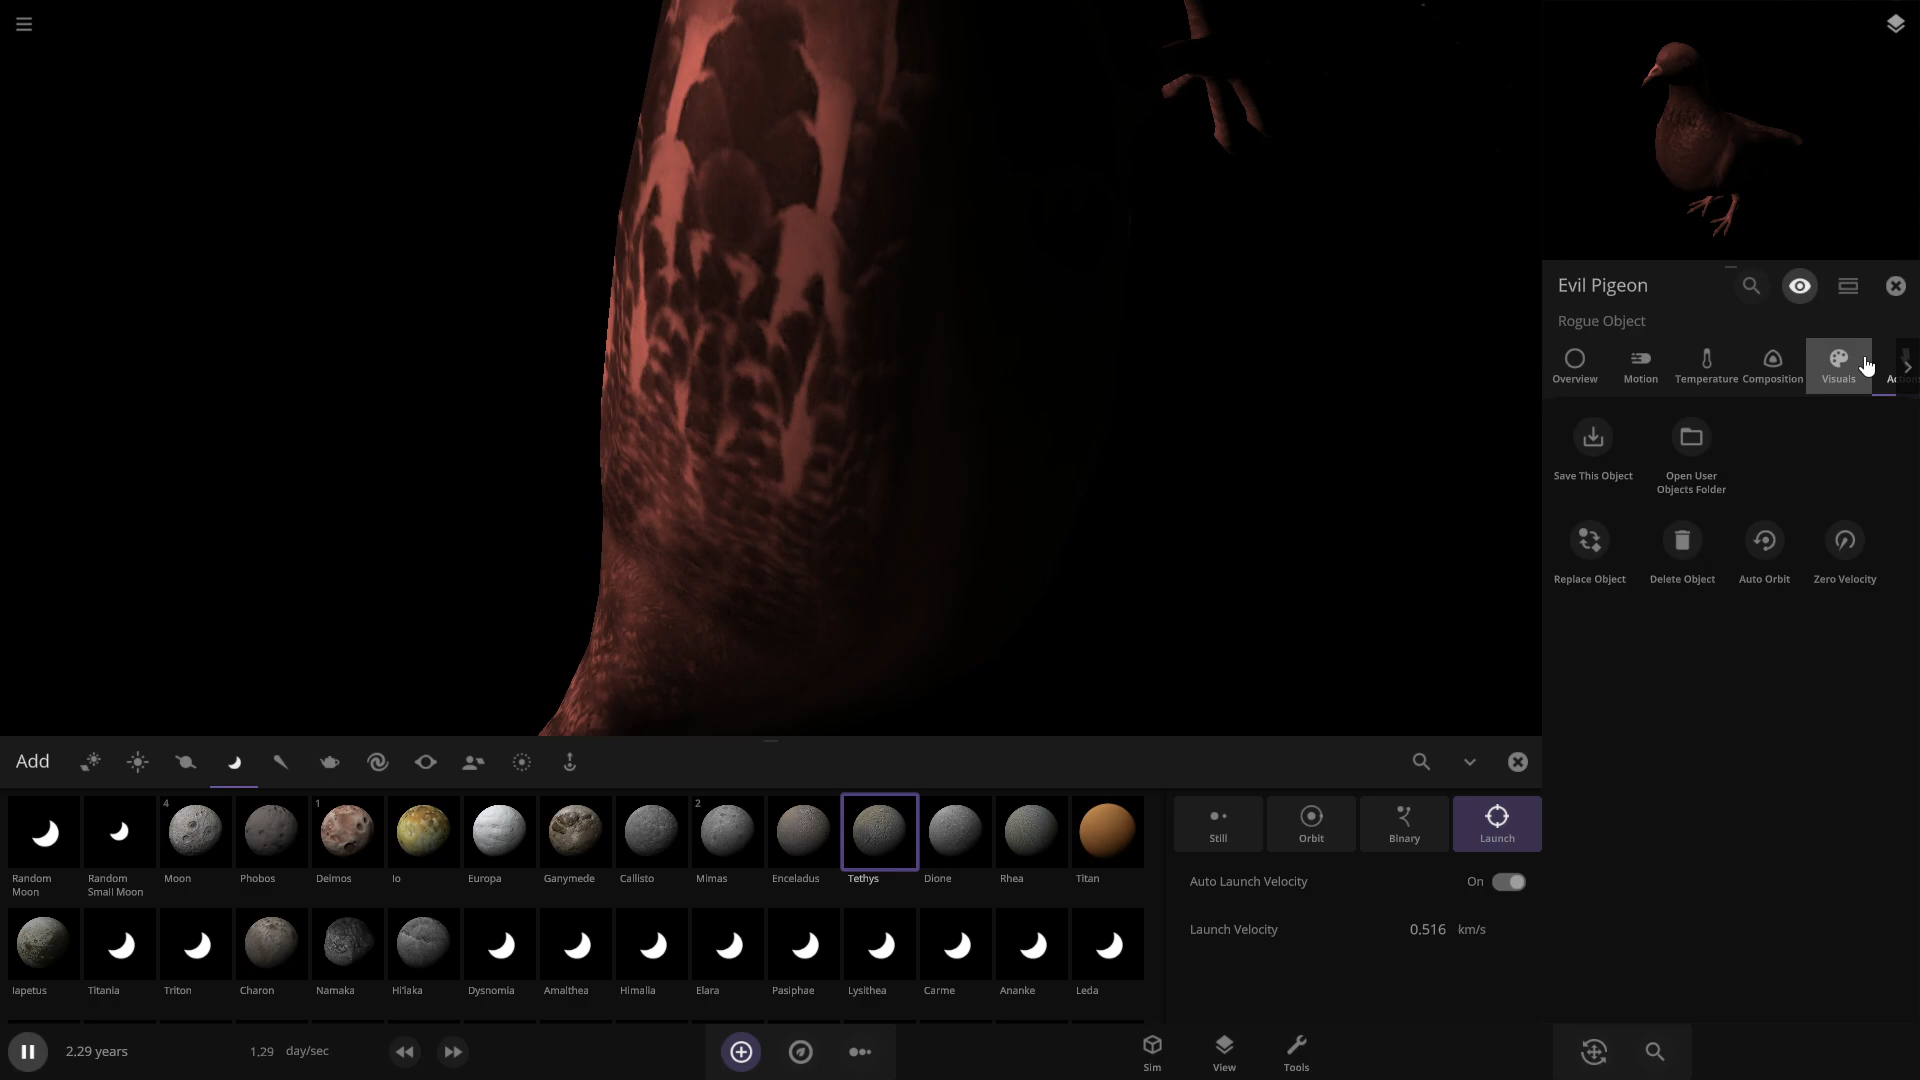 Evil Pigeon
Rogue Object
Overview
Motion
Temperature
Composition
Visuals
Save This Object
Open User
Objects Folder
Replace Object
Delete Object
Auto Orbit
Zero Velocity
Add
4
1
2
Random
Moon
Random
Small Moon
Moon
Phobos
Deimos
Io
Europa
Ganymede
Callisto
Mimas
Enceladus
Tethys
Dione
Rhea
Titan
Iapetus
Titania
Triton
Charon
Namaka
Hi'iaka
Dysnomia
Amalthea
Himalia
Elara
Pasiphae
Lysithea
Carme
Ananke
Leda
Still
Orbit
Binary
Launch
Auto Launch Velocity
On
Launch Velocity
0.516 km/s
2.29 years
1.29 day/sec
Sim
View
Tools